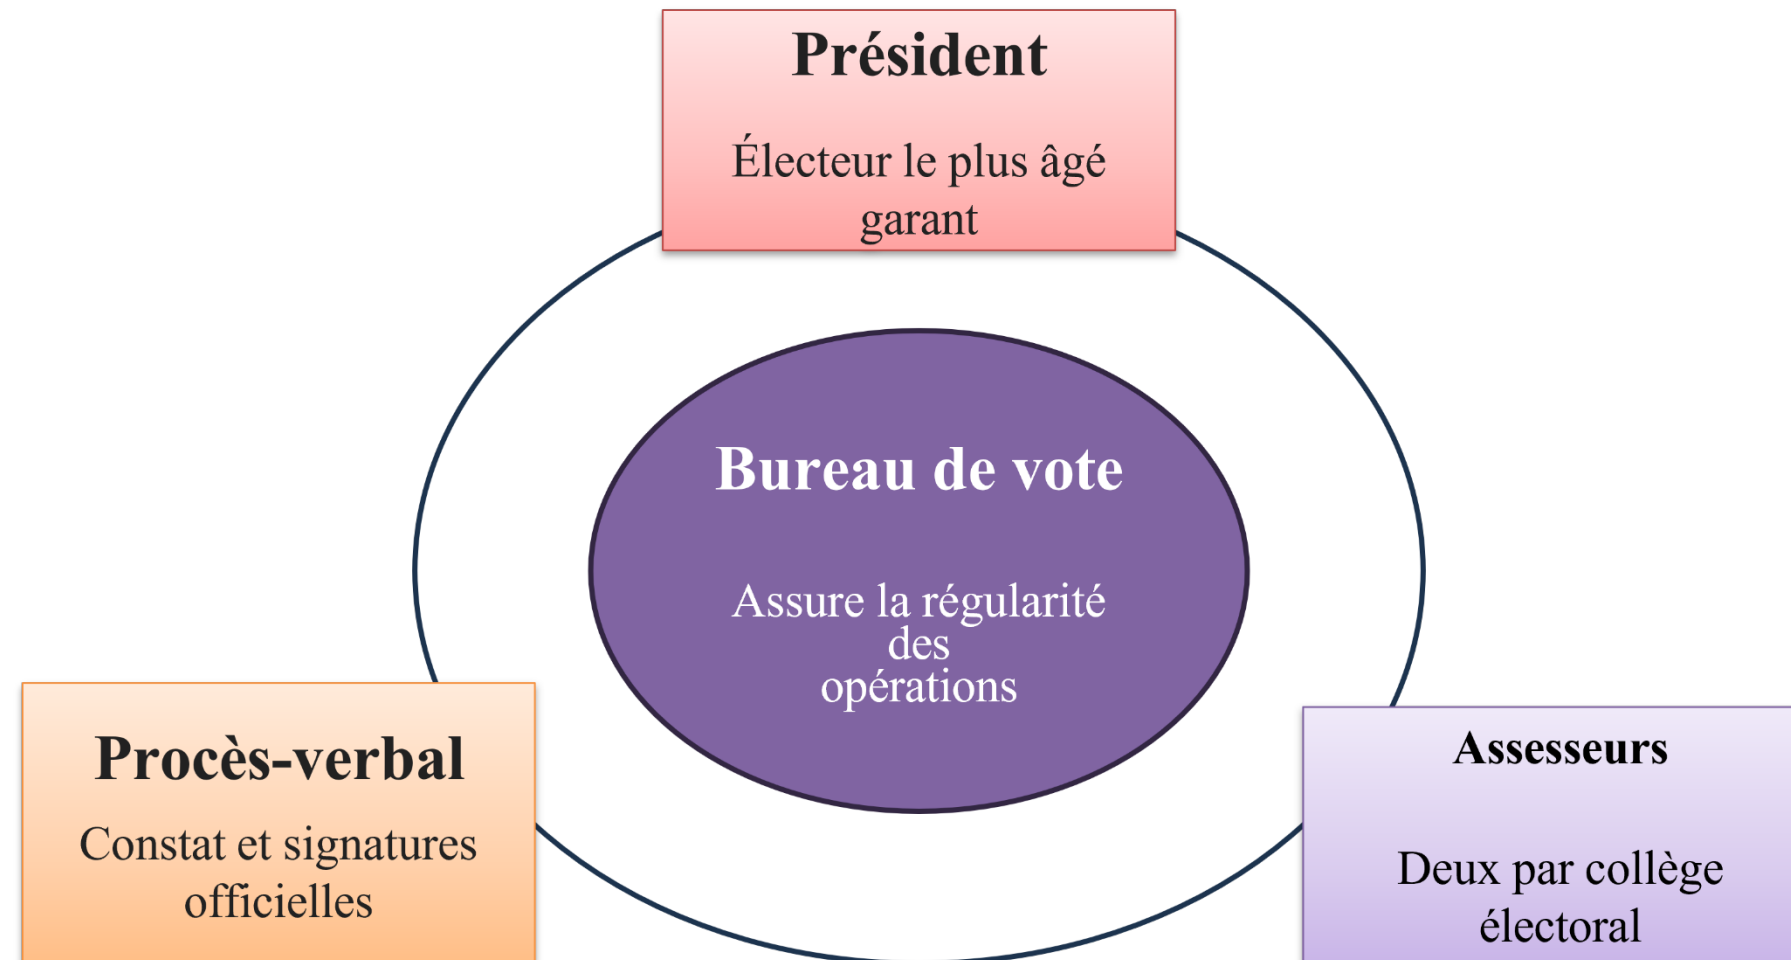 Président
Électeur le plus âgé
garant
Bureau de vote
Assure la régularité
des
opérations
Procès-verbal
Constat et signatures
officielles
Assesseurs
Deux par collège
électoral